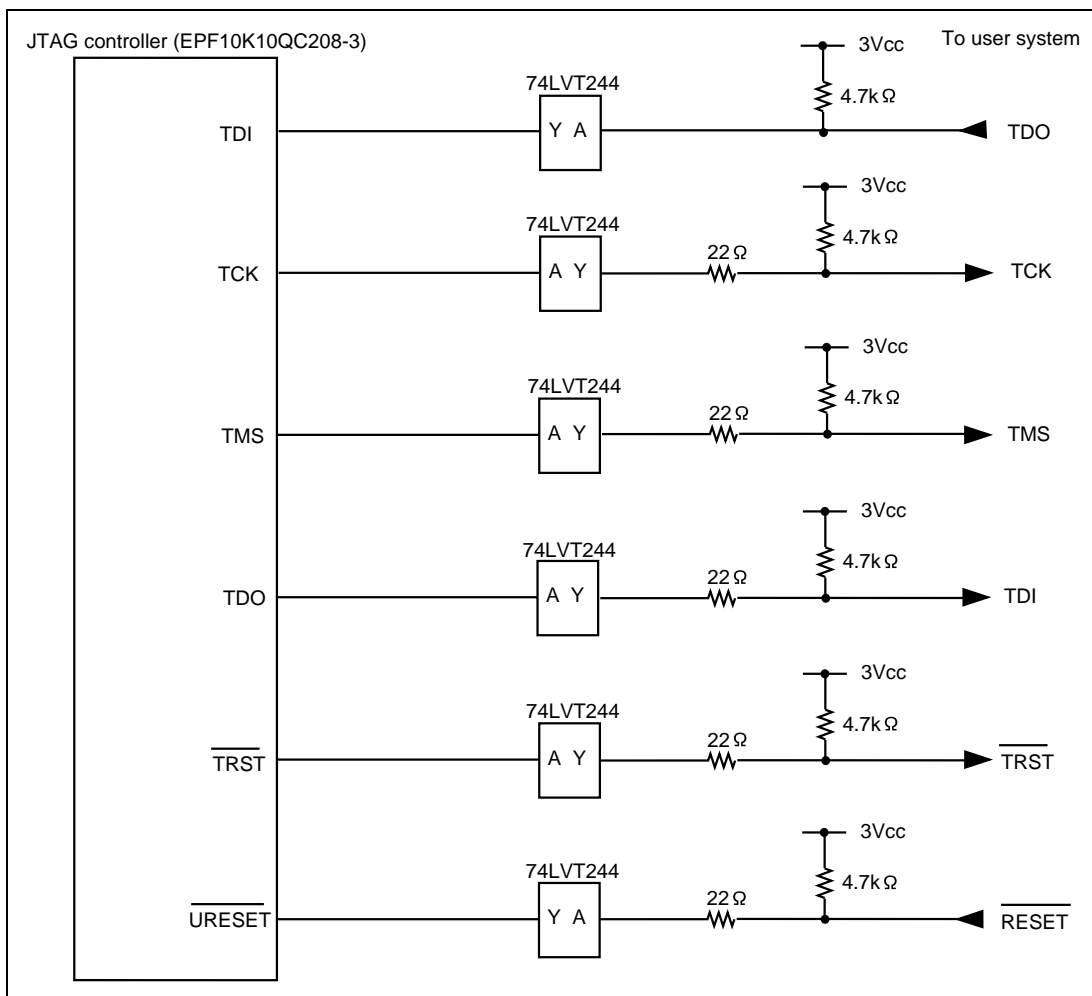 JTAG controller (EPF10K10QC208-3)
3Vcc
To user system
74LVT244
4.7kΩ
TDI
Y A
TDO
3Vcc
74LVT244
4.7kΩ
22Ω
TCK
A Y
TCK
3Vcc
74LVT244
4.7kΩ
22Ω
TMS
A Y
TMS
3Vcc
74LVT244
4.7kΩ
22Ω
TDO
A Y
TDI
3Vcc
74LVT244
4.7kΩ
22Ω
TRST
A Y
TRST
3Vcc
74LVT244
4.7kΩ
22Ω
URESET
Y A
RESET